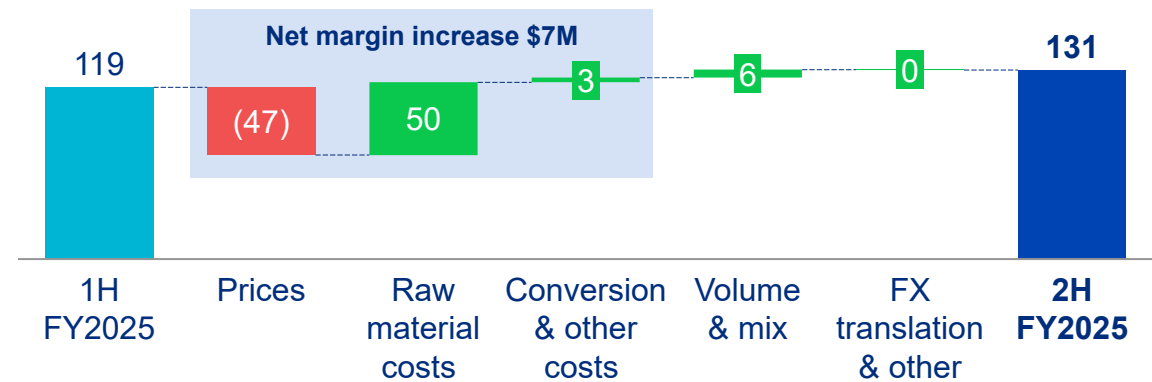 Net margin increase $7M
119
(47)
50
3
6
0
131
1H
FY2025
Prices
Raw
material
costs
Conversion
& other
costs
Volume
& mix
FX
translation
& other
2H
FY2025